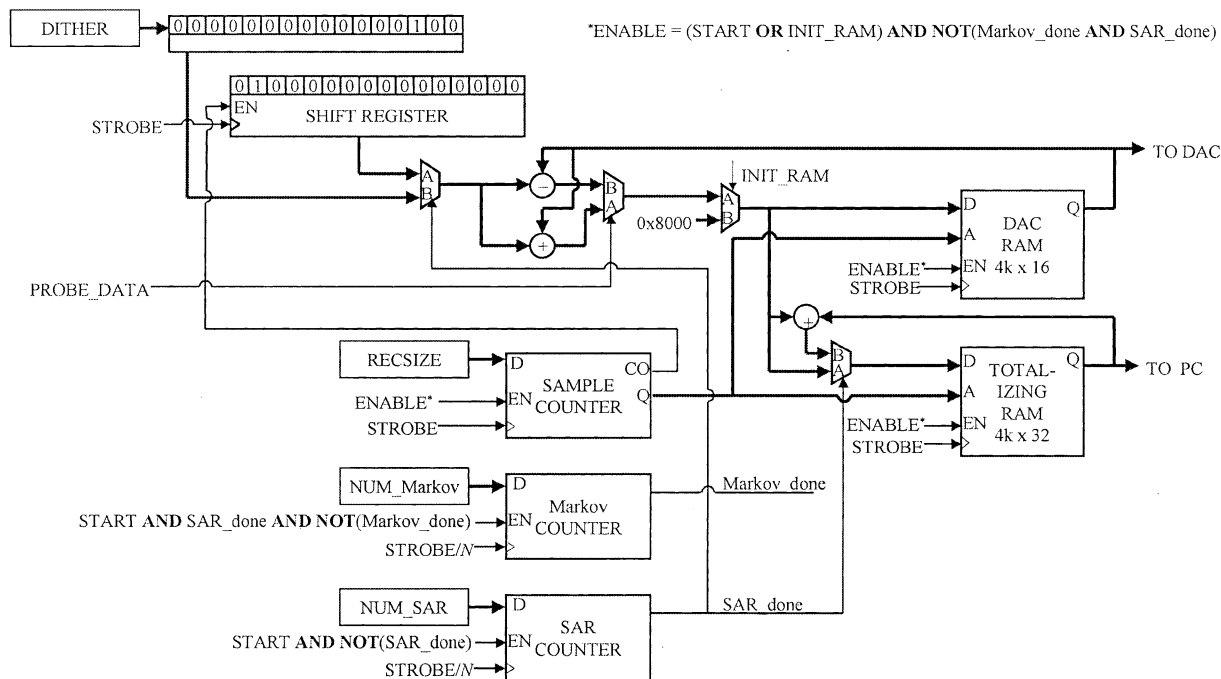 DITHER
0 0 0 0 0 0 0 0 0 0 0 0 0 1 0 0
*ENABLE = (START OR INIT_RAM) AND NOT(Markov_done AND SAR_done)
0 1 0 0 0 0 0 0 0 0 0 0 0 0 0 0
EN
SHIFT REGISTER
STROBE
TO DAC
A
B
−
B
A
+
INIT_RAM
A
B
0x8000
D
Q
DAC
RAM
4k x 16
A
EN
ENABLE*
STROBE
PROBE_DATA
+
B
A
RECSIZE
D
CO
SAMPLE
COUNTER
EN
Q
ENABLE*
STROBE
D
Q
TOTAL-
IZING
RAM
4k x 32
A
EN
ENABLE*
STROBE
TO PC
NUM_Markov
D
Markov
COUNTER
Markov_done
START AND SAR_done AND NOT(Markov_done)
EN
STROBE/N
NUM_SAR
D
SAR
COUNTER
SAR_done
START AND NOT(SAR_done)
EN
STROBE/N